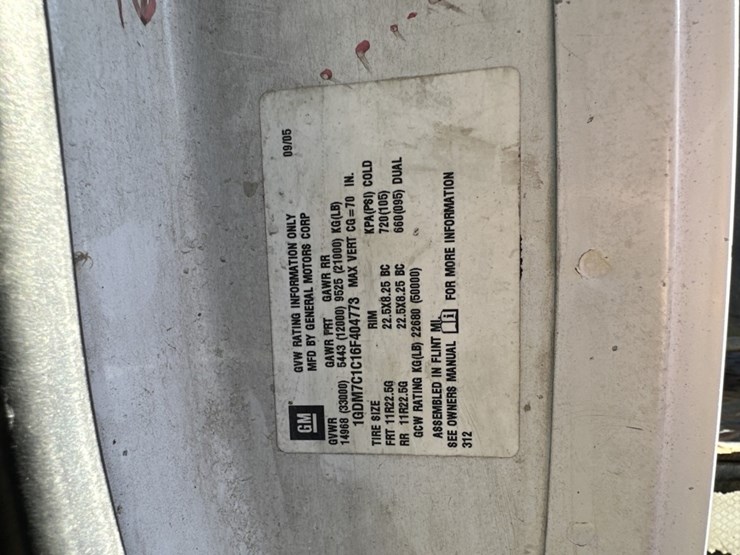 GM
GVW RATING INFORMATION ONLY
MFD BY GENERAL MOTORS CORP 09/05
GVWR GAWR FRT GAWR RR
14968 (33000) 5443 (12000) 9525 (21000) KG(LB)
1GDM7C1C16F404773 MAX VERT CG=70 IN.
TIRE SIZE RIM KPA(PSI) COLD
FRT 11R22.5G 22.5X8.25 BC 720(105)
RR 11R22.5G 22.5X8.25 BC 660(095) DUAL
GCW RATING KG(LB) 22680 (50000)
ASSEMBLED IN FLINT MI.
SEE OWNERS MANUAL i FOR MORE INFORMATION
312